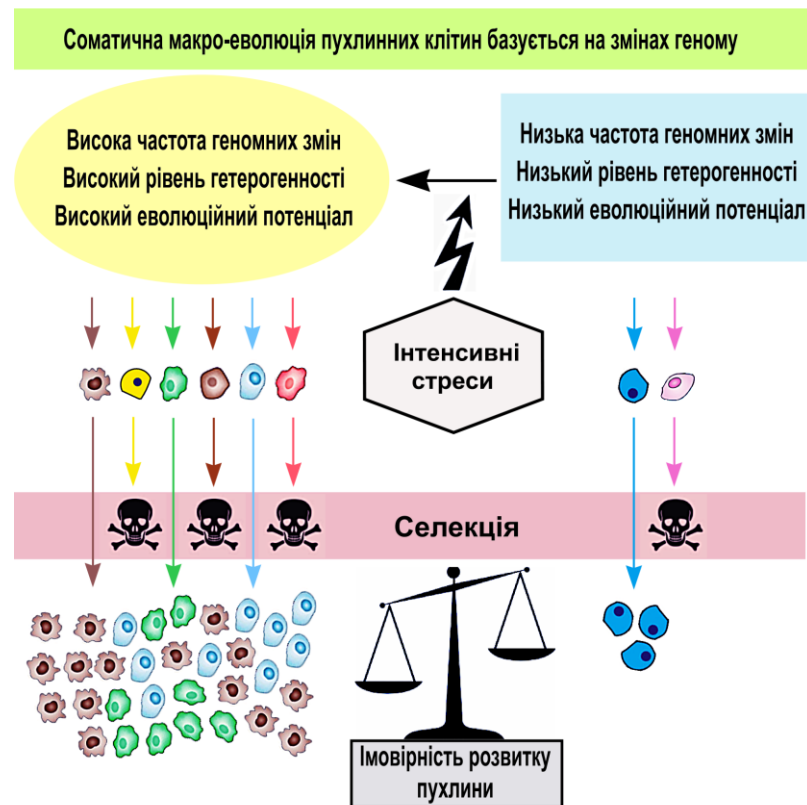 Соматична макро-еволюція пухлинних клітин базується на змінах геному
Висока частота геномних змін
Високий рівень гетерогенності
Високий еволюційний потенціал
Низька частота геномних змін
Низький рівень гетерогенності
Низький еволюційний потенціал
Інтенсивні
стреси
Селекція
Імовірність розвитку
пухлини